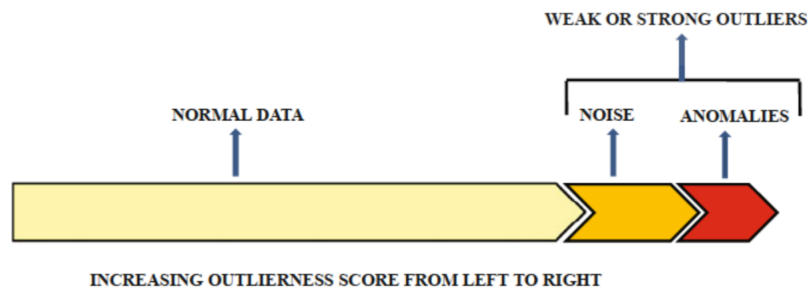 WEAK OR STRONG OUTLIERS
NORMAL DATA
NOISE
ANOMALIES
INCREASING OUTLIERNESS SCORE FROM LEFT TO RIGHT